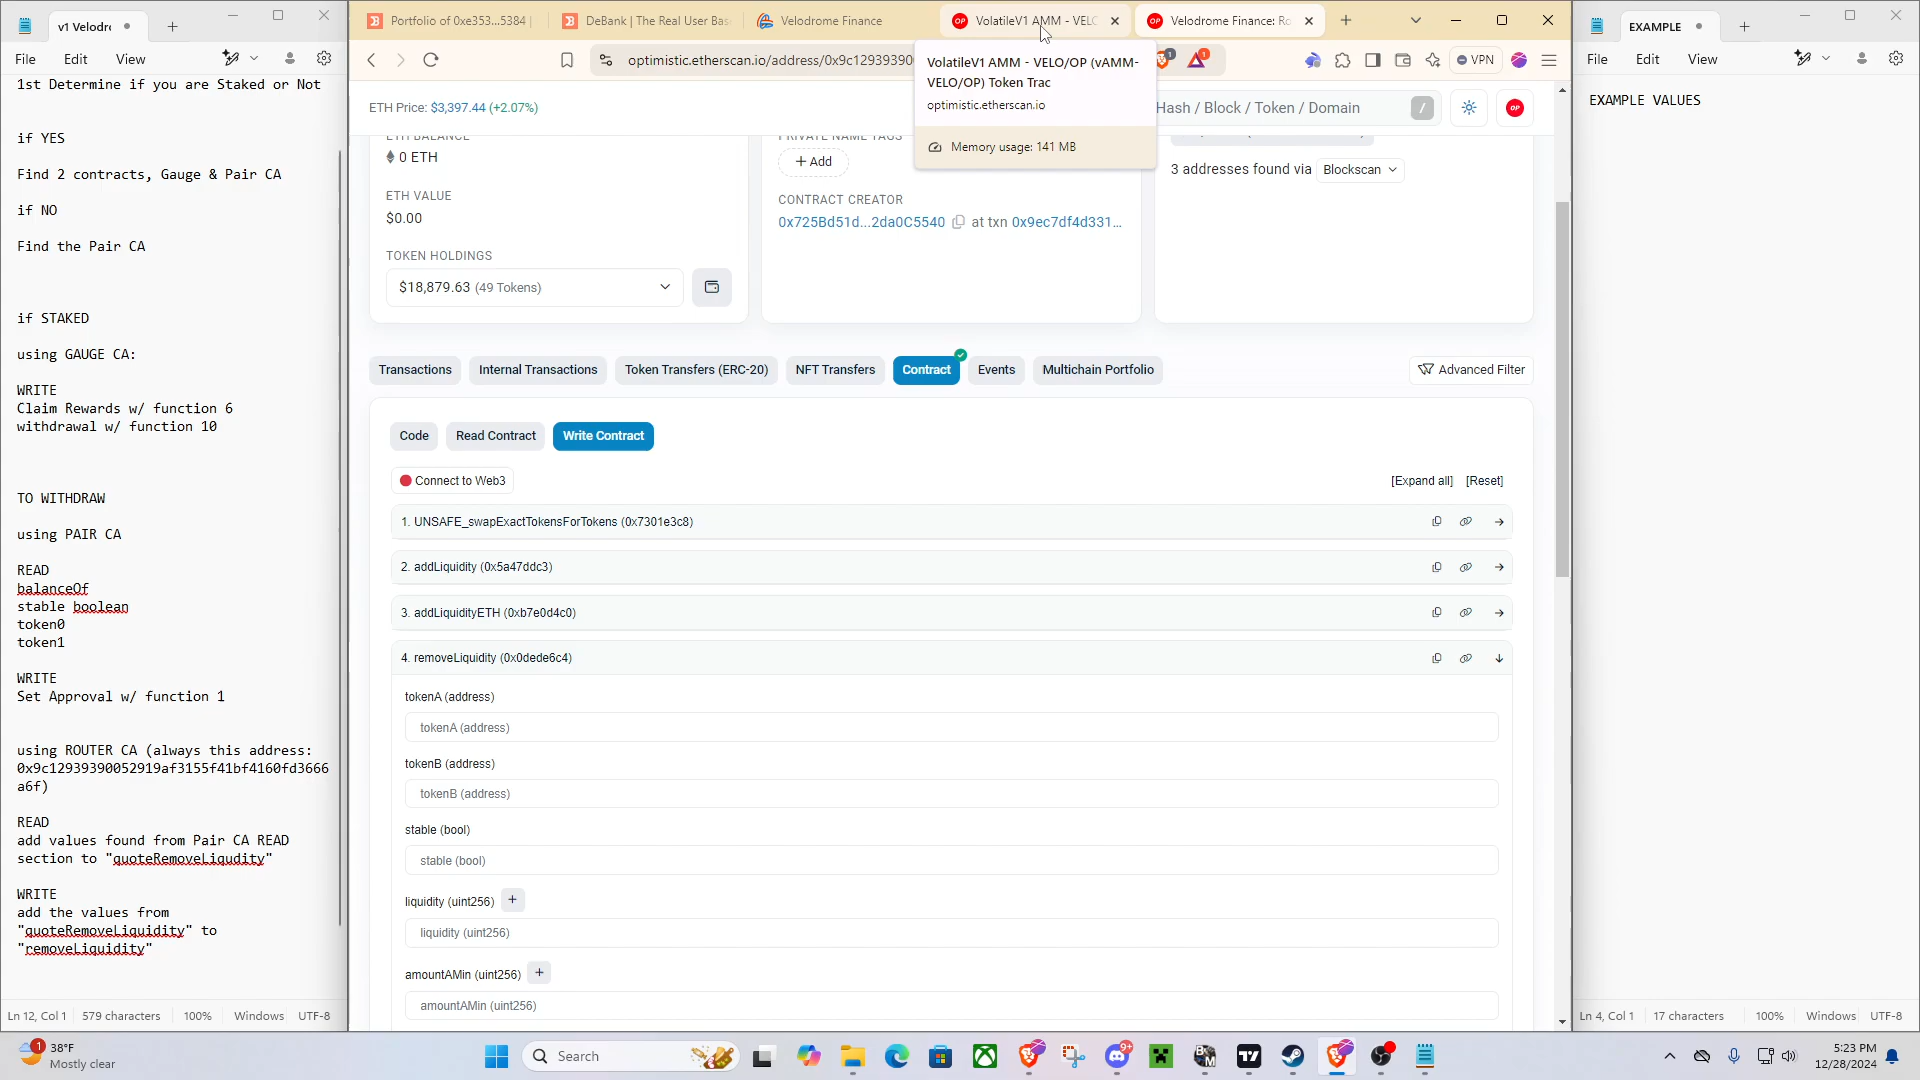 v1 Velodr
File
Edit
View
1st Determine if you are Staked or Not
if YES
Find 2 contracts, Gauge & Pair CA
if NO
Find the Pair CA
if STAKED
using GAUGE CA:
WRITE
Claim Rewards w/ function 6
withdrawal w/ function 10
TO WITHDRAW
using PAIR CA
READ
balanceOf
stable boolean
token0
token1
WRITE
Set Approval w/ function 1
using ROUTER CA (always this address:
0x9c12939390052919af3155f41bf4160fd3666
a6f)
READ
add values found from Pair CA READ
section to "quoteRemoveLiqudity"
WRITE
add the values from
"quoteRemoveLiquidity" to
"removeLiquidity"
Ln 12, Col 1
579 characters
100%
Windows
UTF-8
Portfolio of 0xe353...5384 |
DeBank | The Real User Bas
Velodrome Finance
VolatileV1 AMM - VELO
Velodrome Finance: Ro
optimistic.etherscan.io/address/0x9c12939390
VPN
VolatileV1 AMM - VELO/OP (vAMM-
VELO/OP) Token Trac
optimistic.etherscan.io
Memory usage: 141 MB
ETH Price: $3,397.44 (+2.07%)
Hash / Block / Token / Domain
/
ETH BALANCE
0 ETH
ETH VALUE
$0.00
TOKEN HOLDINGS
$18,879.63 (49 Tokens)
PRIVATE NAME TAGS
+ Add
CONTRACT CREATOR
0x725Bd51d...2da0C5540 at txn 0x9ec7df4d331...
3 addresses found via Blockscan
Transactions
Internal Transactions
Token Transfers (ERC-20)
NFT Transfers
Contract
Events
Multichain Portfolio
Advanced Filter
Code
Read Contract
Write Contract
Connect to Web3
[Expand all]
[Reset]
1. UNSAFE_swapExactTokensForTokens (0x7301e3c8)
2. addLiquidity (0x5a47ddc3)
3. addLiquidityETH (0xb7e0d4c0)
4. removeLiquidity (0x0dede6c4)
tokenA (address)
tokenA (address)
tokenB (address)
tokenB (address)
stable (bool)
stable (bool)
liquidity (uint256) +
liquidity (uint256)
amountAMin (uint256) +
amountAMin (uint256)
EXAMPLE
File
Edit
View
EXAMPLE VALUES
Ln 4, Col 1
17 characters
100%
Windows
UTF-8
1
38°F
Mostly clear
Search
9+
5:23 PM
12/28/2024